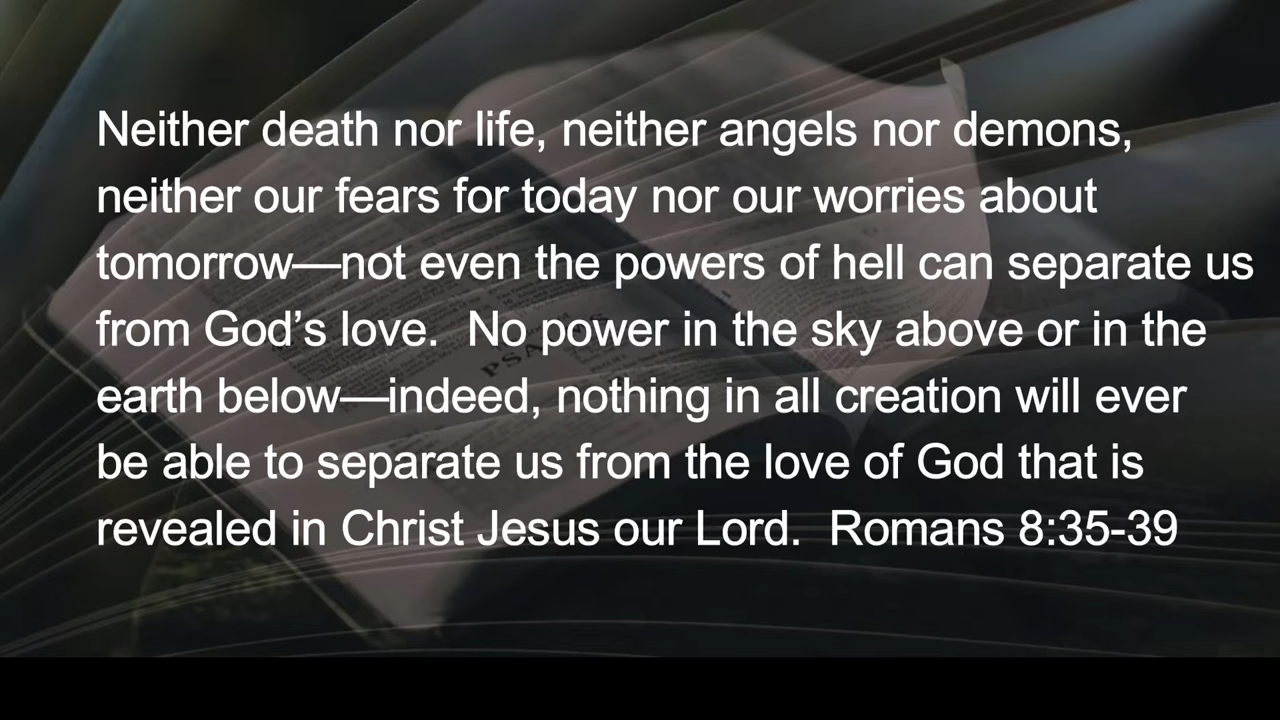 Neither death nor life, neither angels nor demons,
neither our fears for today nor our worries about
tomorrow—not even the powers of hell can separate us
from God’s love.  No power in the sky above or in the
earth below—indeed, nothing in all creation will ever
be able to separate us from the love of God that is
revealed in Christ Jesus our Lord.  Romans 8:35-39
PSALMS